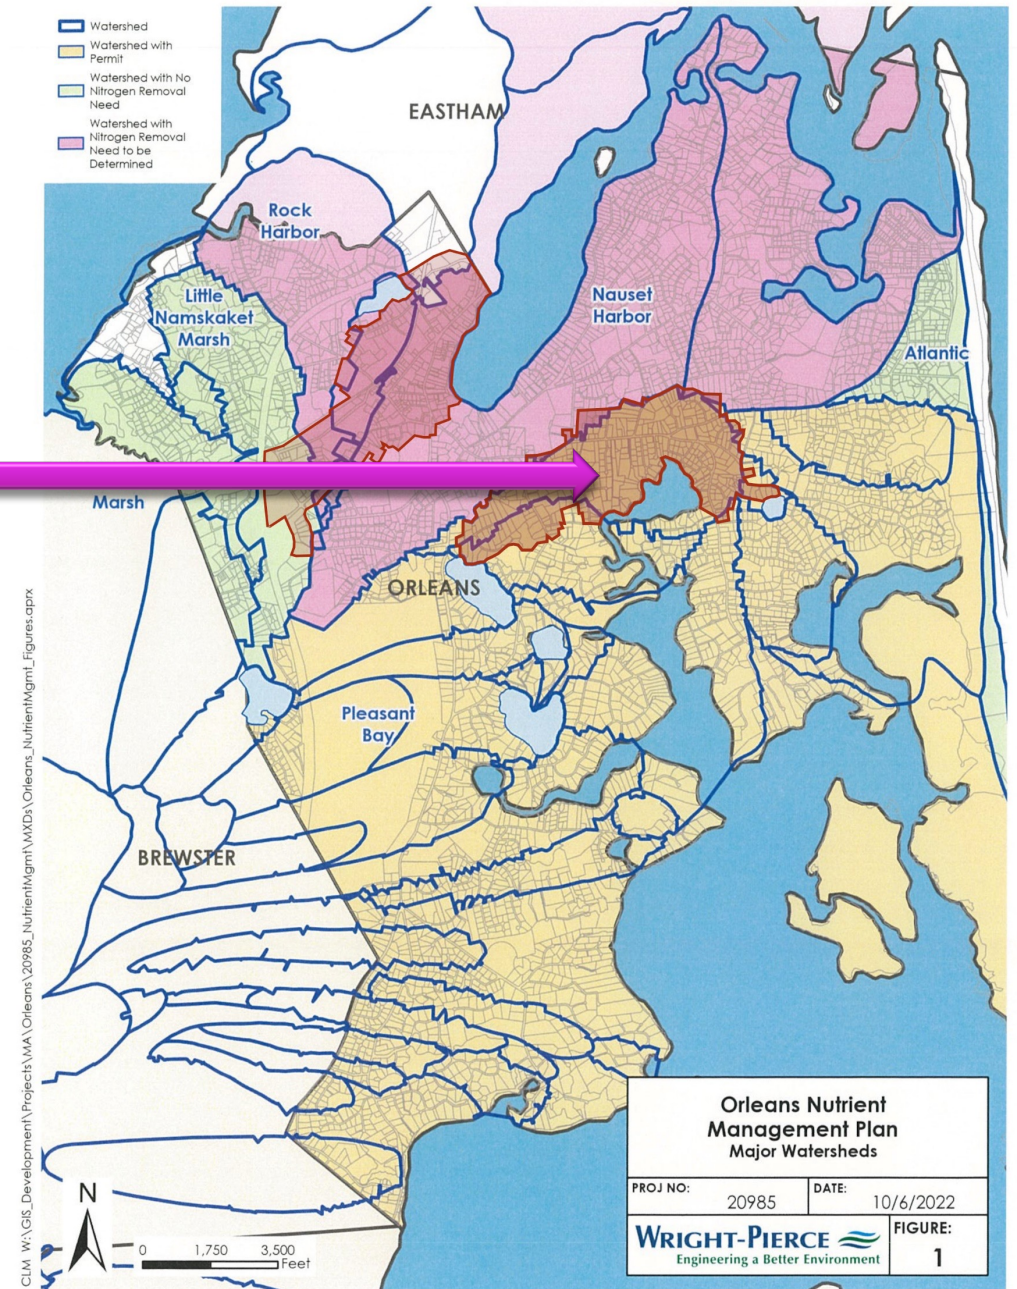 Watershed
Watershed with
Permit
Watershed with No
Nitrogen Removal
Need
Watershed with
Nitrogen Removal
Need to be
Determined
EASTHAM
Rock
Harbor
Little
Namskaket
Marsh
Nauset
Harbor
Atlantic
Marsh
ORLEANS
Pleasant
Bay
BREWSTER
CLM W:\GIS_Development\Projects\MA\Orleans\20985_NutrientMgmt\MXDs\Orleans_NutrientMgmt_Figures.aprx
N
0 1,750 3,500
Feet
Orleans Nutrient
Management Plan
Major Watersheds
PROJ NO: 20985
DATE: 10/6/2022
WRIGHT-PIERCE
Engineering a Better Environment
FIGURE:
1